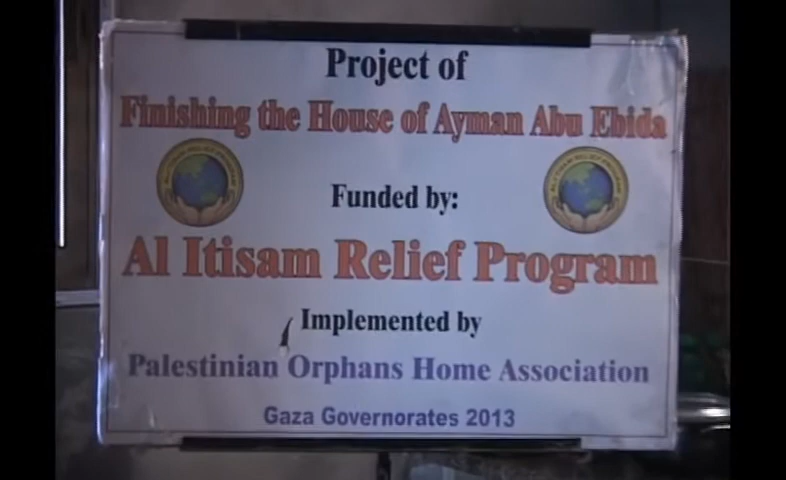 Project of
Finishing the House of Ayman Abu Ebida
Funded by:
Al Itisam Relief Program
Implemented by
Palestinian Orphans Home Association
Gaza Governorates 2013